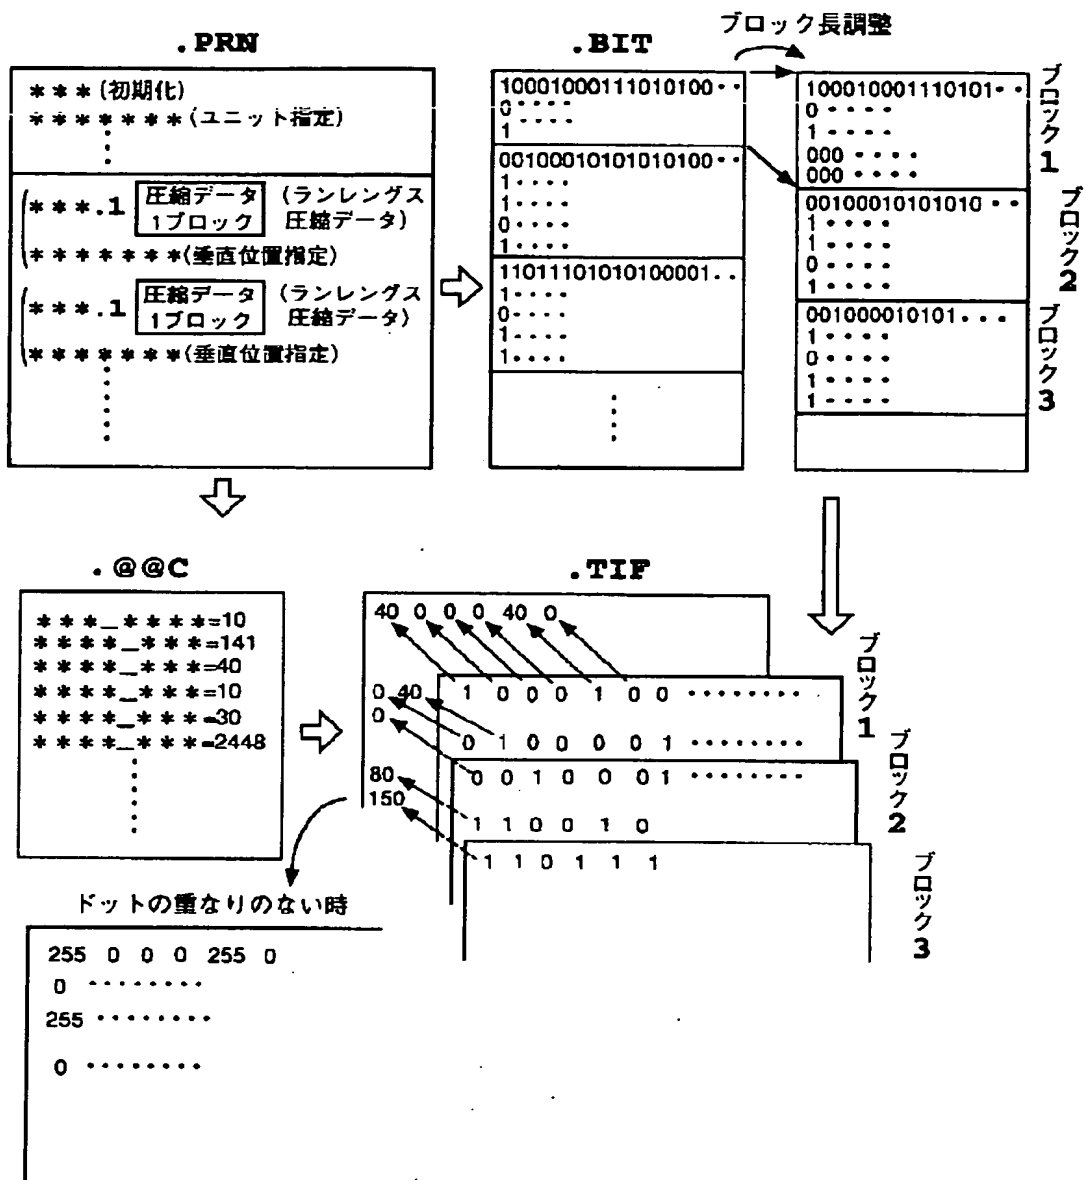 ブロック長調整
.PRN
＊＊＊(初期化)
＊＊＊＊＊＊＊(ユニット指定)
＊＊＊.1 圧縮データ 1ブロック (ランレングス圧縮データ)
＊＊＊＊＊＊＊(垂直位置指定)
＊＊＊.1 圧縮データ 1ブロック (ランレングス圧縮データ)
＊＊＊＊＊＊＊(垂直位置指定)
.BIT
10001000111010100・・
0・・・・
1
00100010101010100・・
1・・・・
1・・・・
0・・・・
1・・・・
11011101010100001・・
1・・・・
0・・・・
1・・・・
1・・・・
100010001110101・・
0・・・・
1・・・・
000・・・・
000・・・・
ブロック1
00100010101010・・
1・・・・
1・・・・
0・・・・
1・・・・
ブロック2
001000010101・・・
1・・・・
0・・・・
1・・・・
1・・・・
ブロック3
.@@C
＊＊＊_＊＊＊＊=10
＊＊＊＊_＊＊＊=141
＊＊＊＊_＊＊＊=40
＊＊＊＊_＊＊＊=10
＊＊＊＊_＊＊＊=30
＊＊＊＊_＊＊＊=2448
.TIF
40 0 0 0 40 0
0 40
0
80
150
1 0 0 0 1 0 0 ・・・・・・・・
0 1 0 0 0 0 1 ・・・・・・・・
ブロック1
0 0 1 0 0 0 1 ・・・・・・・・
1 1 0 0 1 0
ブロック2
1 1 0 1 1 1
ブロック3
ドットの重なりのない時
255 0 0 0 255 0
0 ・・・・・・・・
255 ・・・・・・・・
0 ・・・・・・・・